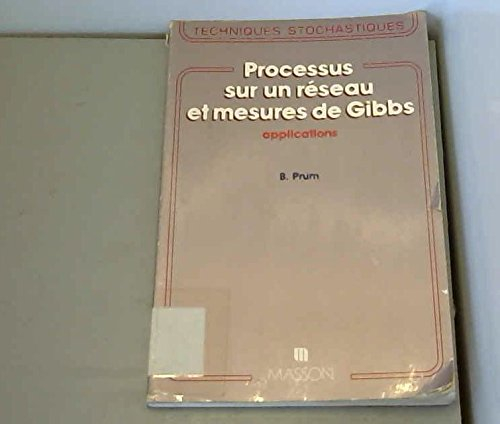 TECHNIQUES STOCHASTIQUES
Processus
sur un réseau
et mesures de Gibbs
applications
B. Prum
MASSON